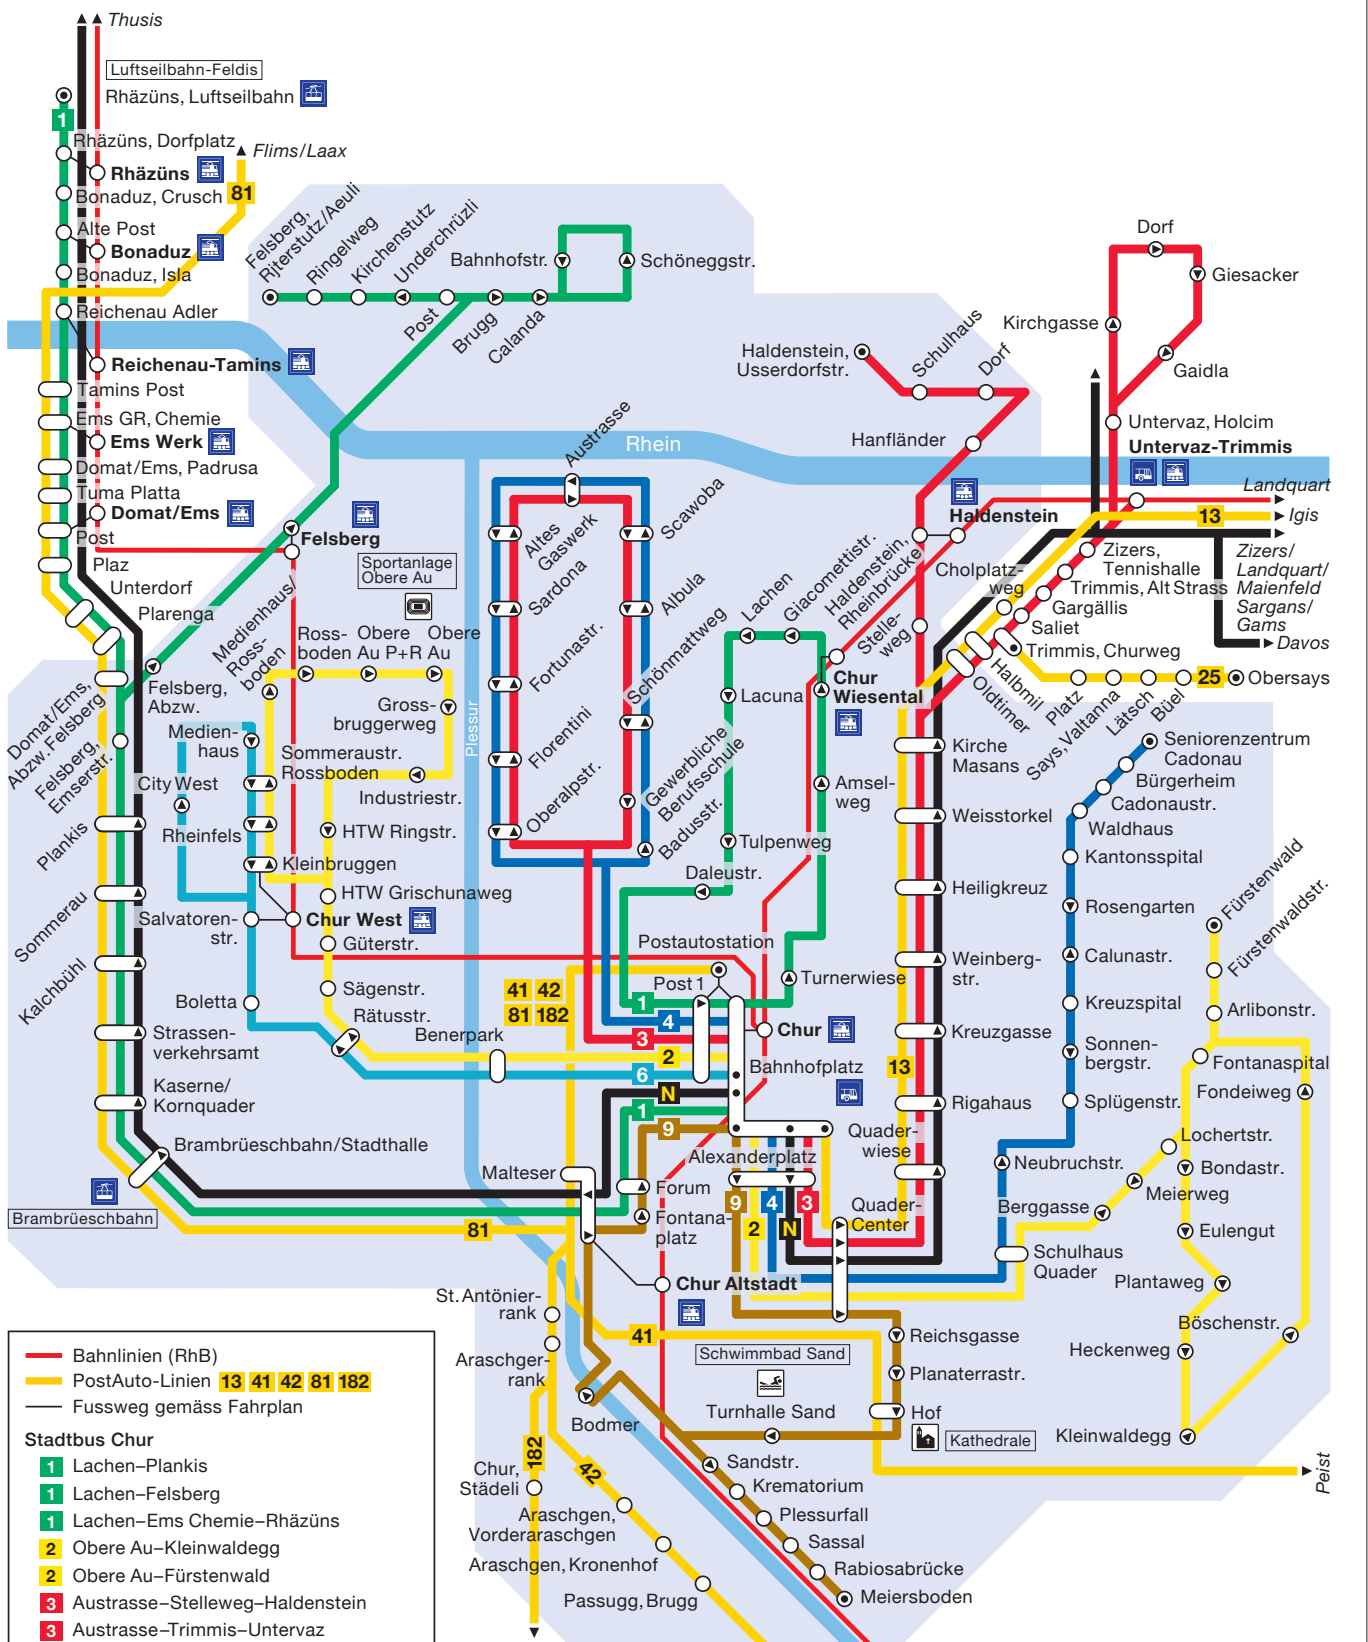 Thusis
Luftseilbahn-Feldis
Rhäzüns, Luftseilbahn
1
Rhäzüns, Dorfplatz
Flims/Laax
Rhäzüns
81
Bonaduz, Crusch
Alte Post
Bonaduz
Bonaduz, Isla
Reichenau Adler
Reichenau-Tamins
Tamins Post
Ems GR, Chemie
Ems Werk
Domat/Ems, Padrusa
Tuma Platta
Domat/Ems
Post
Plaz
Unterdorf
Plarenga
Felsberg,
Riterstutz/Aeuli
Ringelweg
Kirchenstutz
Underchrüzli
Post
Brugg
Calanda
Bahnhofstr.
Schöneggstr.
Felsberg
Sportanlage
Obere Au
Felsberg,
Abzw.
Domat/Ems,
Abzw. Felsberg
Felsberg,
Emserstr.
Plankis
Sommerau
Kalchbühl
Strassen-
verkehrsamt
Kaserne/
Kornquader
Brambrüeschbahn/Stadthalle
Brambrüeschbahn
81
Medienhaus/
Ross-
boden
Ross-
boden
Obere
Au P+R
Obere
Au
Gross-
bruggerweg
Industriestr.
Sommeraustr.
Rossboden
Medien-
haus
City West
Rheinfels
HTW Ringstr.
Kleinbruggen
HTW Grischunaweg
Salvatoren-
str.
Chur West
Güterstr.
Sägenstr.
Boletta
Rätusstr.
Benerpark
Rhein
Plessur
Austrasse
Altes
Gaswerk
Sardona
Fortunastr.
Florentini
Oberalpstr.
Scawoba
Albula
Schönmattweg
Gewerbliche
Berufsschule
Badusstr.
Lachen
Giacomettistr.
Lacuna
Tulpenweg
Daleustr.
Chur
Wiesental
Amsel-
weg
Turnerwiese
Haldenstein,
Usserdorfstr.
Schulhaus
Dorf
Hanfländer
Haldenstein
Haldenstein,
Rheinbrücke
Stelle-
weg
Dorf
Giesacker
Kirchgasse
Gaidla
Untervaz, Holcim
Untervaz-Trimmis
Landquart
13
Igis
Zizers/
Landquart/
Maienfeld
Sargans/
Gams
Davos
Zizers,
Tennishalle
Trimmis, Alt Strass
Gargällis
Saliet
Trimmis, Churweg
Cholplatz-
weg
Halbmil
Oldtimer
Platz
Says, Valtanna
Lätsch
Büel
25
Obersays
Kirche
Masans
Weisstorkel
Heiligkreuz
Weinberg-
str.
Kreuzgasse
13
Rigahaus
Quader-
wiese
Quader-
Center
Seniorenzentrum
Cadonau
Bürgerheim
Cadonaustr.
Waldhaus
Kantonsspital
Rosengarten
Calunastr.
Kreuzspital
Sonnen-
bergstr.
Splügenstr.
Neubruchstr.
Berggasse
Schulhaus
Quader
Fürstenwald
Fürstenwaldstr.
Arlibonstr.
Fontanaspital
Fondeiweg
Lochertstr.
Bondastr.
Meierweg
Eulengut
Plantaweg
Böschenstr.
Heckenweg
Kleinwaldegg
Postautostation
Post 1
41 42
81 182
1
4
3
2
6
N
1
9
Chur
Bahnhofplatz
Alexanderplatz
9
2
4
N
3
Malteser
Forum
Fontana-
platz
Chur Altstadt
St. Antönier-
rank
Araschger-
rank
41
Schwimmbad Sand
Turnhalle Sand
Reichsgasse
Planaterrastr.
Hof
Kathedrale
Bodmer
Sandstr.
Krematorium
Plessurfall
Sassal
Rabiosabrücke
Meiersboden
182
42
Chur,
Städeli
Araschgen,
Vorderaraschgen
Araschgen, Kronenhof
Passugg, Brugg
Peist
Bahnlinien (RhB)
PostAuto-Linien 13 41 42 81 182
Fussweg gemäss Fahrplan
Stadtbus Chur
1 Lachen–Plankis
1 Lachen–Felsberg
1 Lachen–Ems Chemie–Rhäzüns
2 Obere Au–Kleinwaldegg
2 Obere Au–Fürstenwald
3 Austrasse–Stelleweg–Haldenstein
3 Austrasse–Trimmis–Untervaz